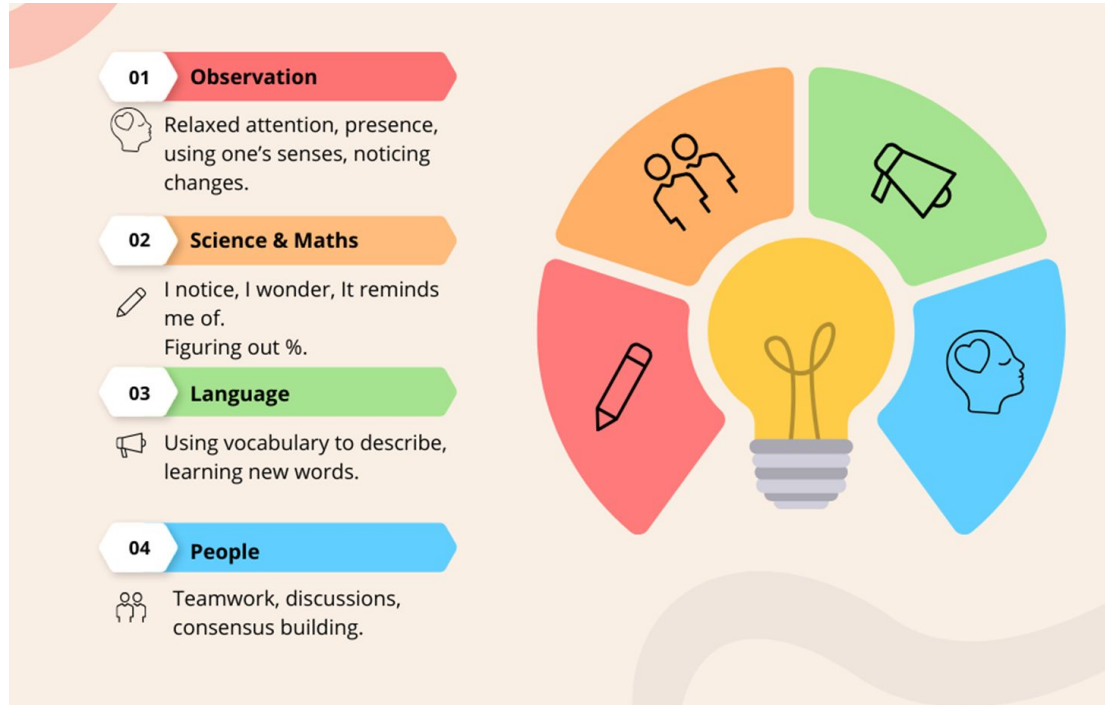 01
Observation
Relaxed attention, presence,
using one’s senses, noticing
changes.
02
Science & Maths
I notice, I wonder, It reminds
me of.
Figuring out %.
03
Language
Using vocabulary to describe,
learning new words.
04
People
Teamwork, discussions,
consensus building.